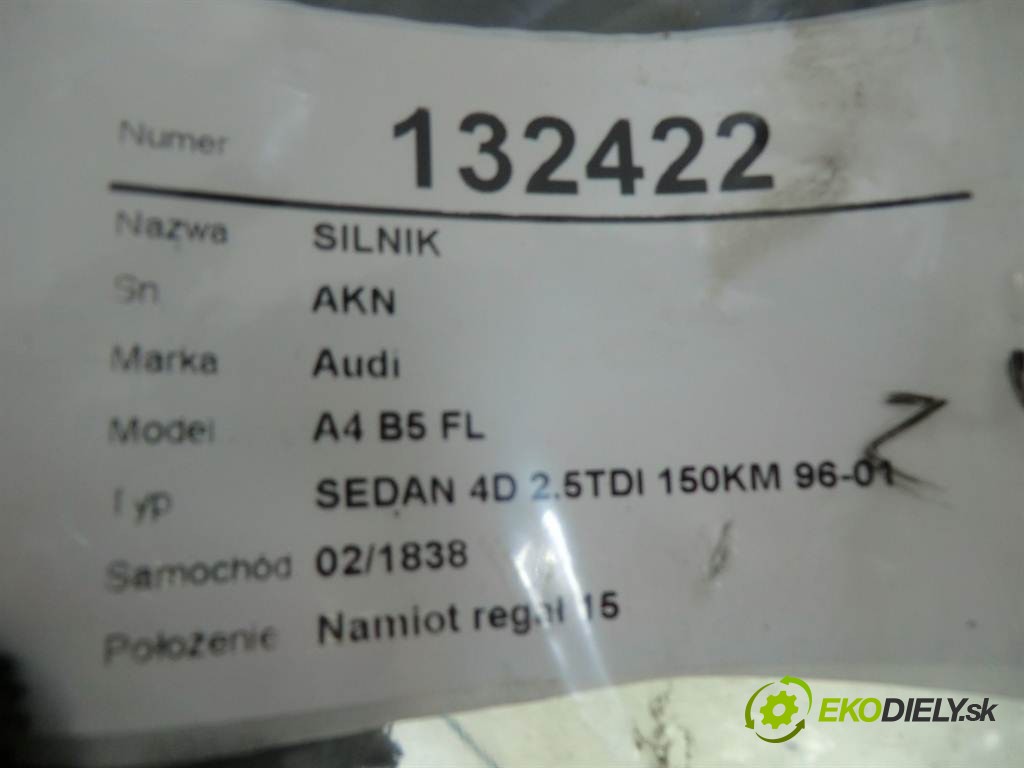 Numer 132422
Nazwa SILNIK
Sn AKN
Marka Audi
Model A4 B5 FL
Typ SEDAN 4D 2.5TDI 150KM 96-01
Samochód 02/1838
Położenie Namiot regał 15
Z
EKODIELY.sk